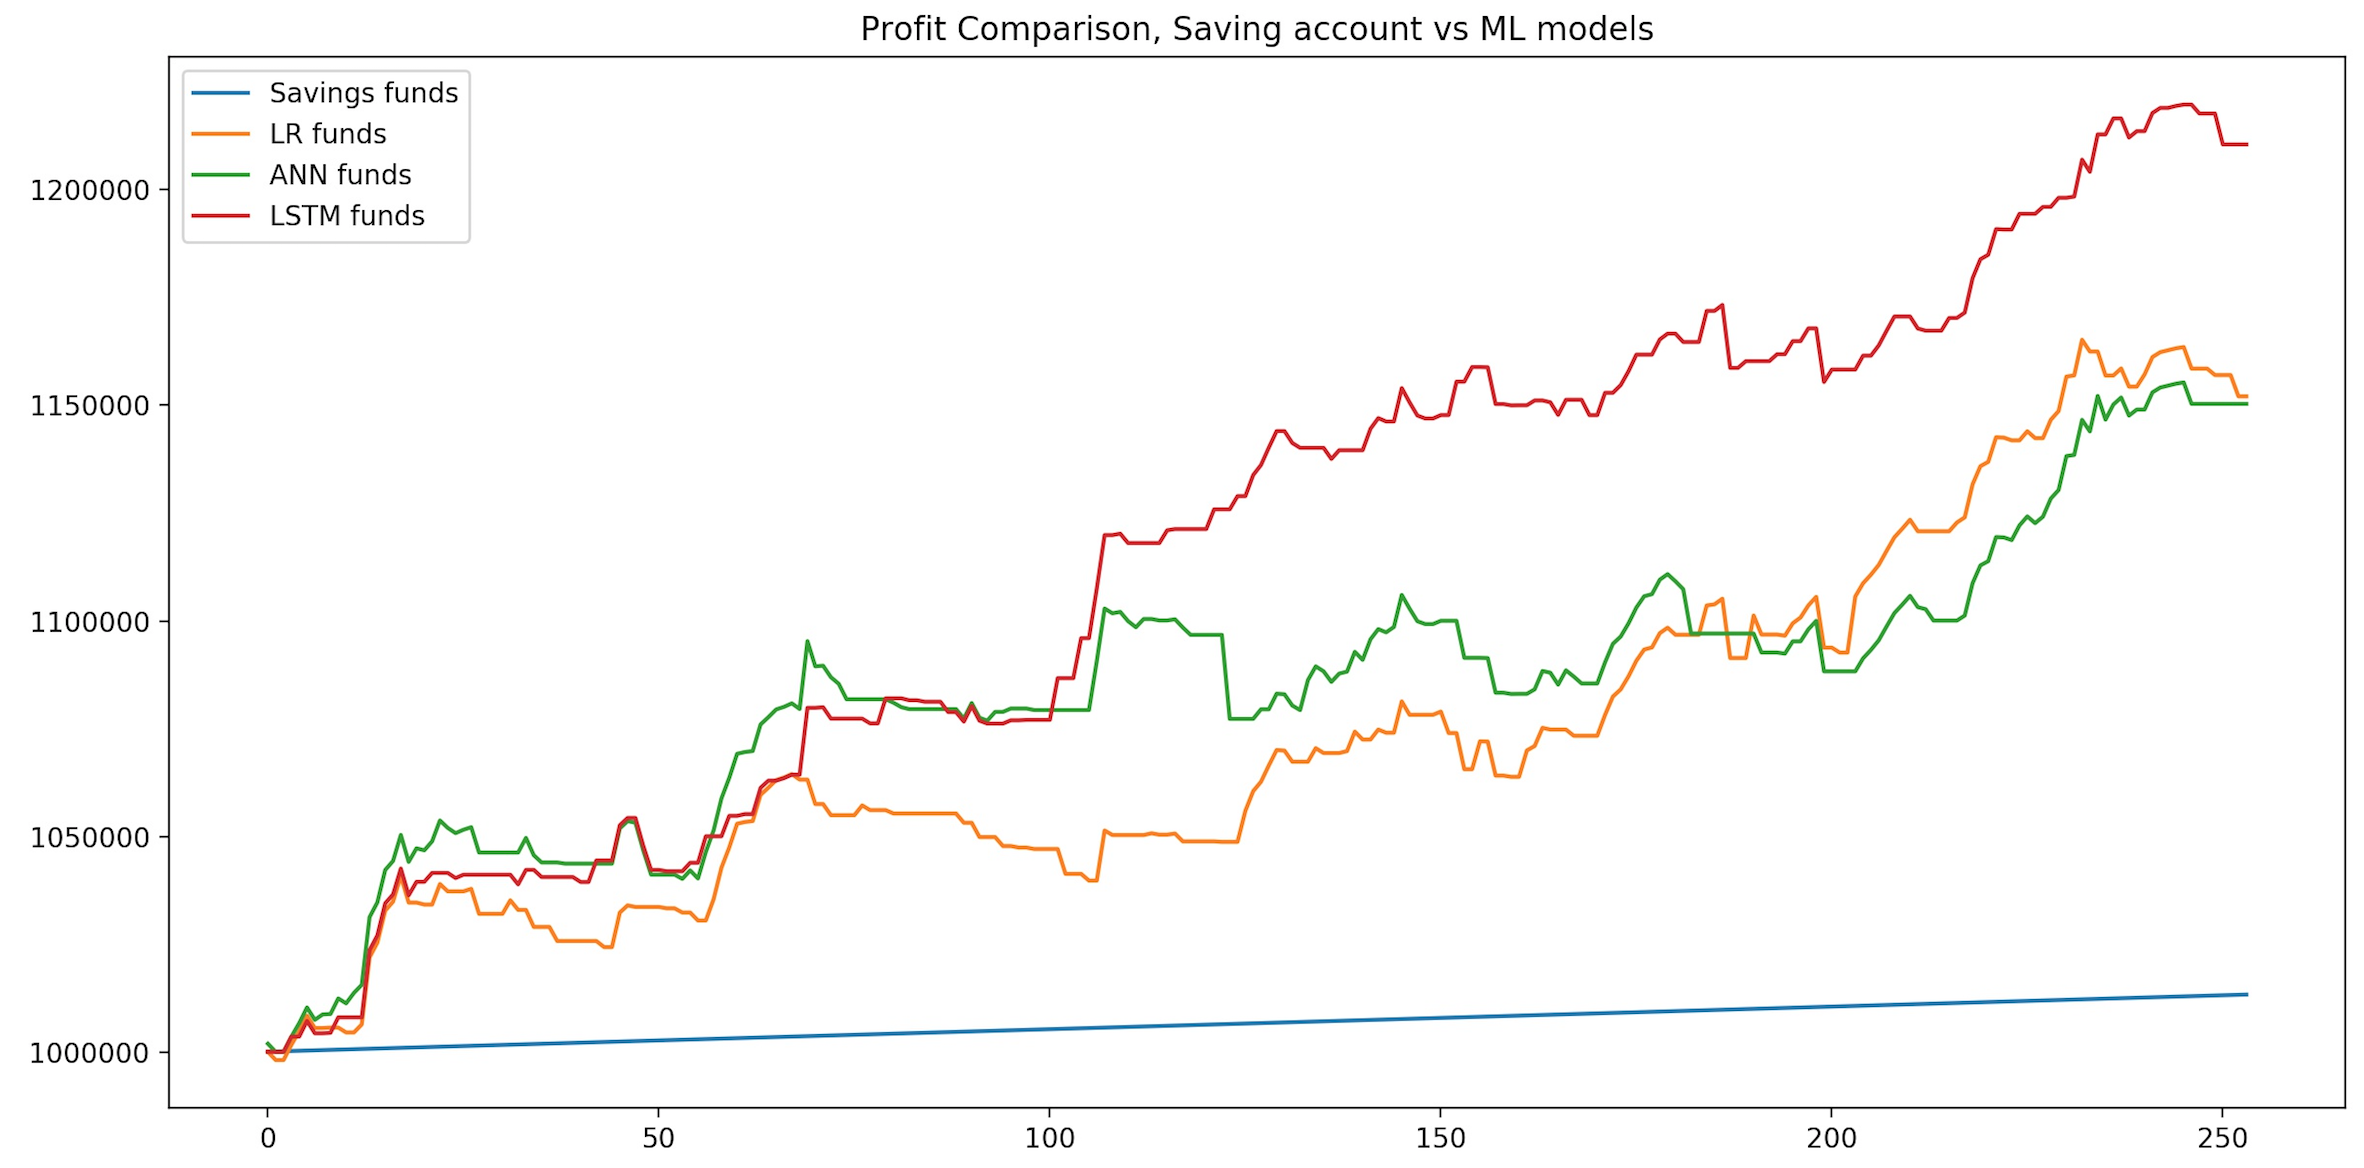 Profit Comparison, Saving account vs ML models
Savings funds
LR funds
ANN funds
LSTM funds
1200000
1150000
1100000
1050000
1000000
0 50 100 150 200 250